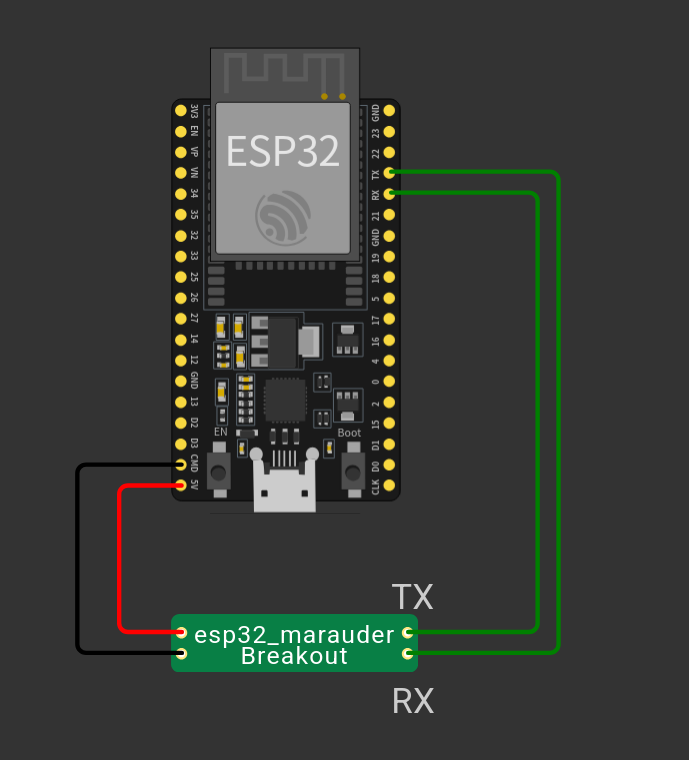 ESP32
3V3
EN
VP
VN
34
35
32
33
25
26
27
14
12
GND
13
D2
D3
CMD
5V
GND
23
22
TX
RX
21
GND
19
18
5
17
16
4
0
2
15
D1
D0
CLK
EN
Boot
TX
esp32_marauder
Breakout
RX